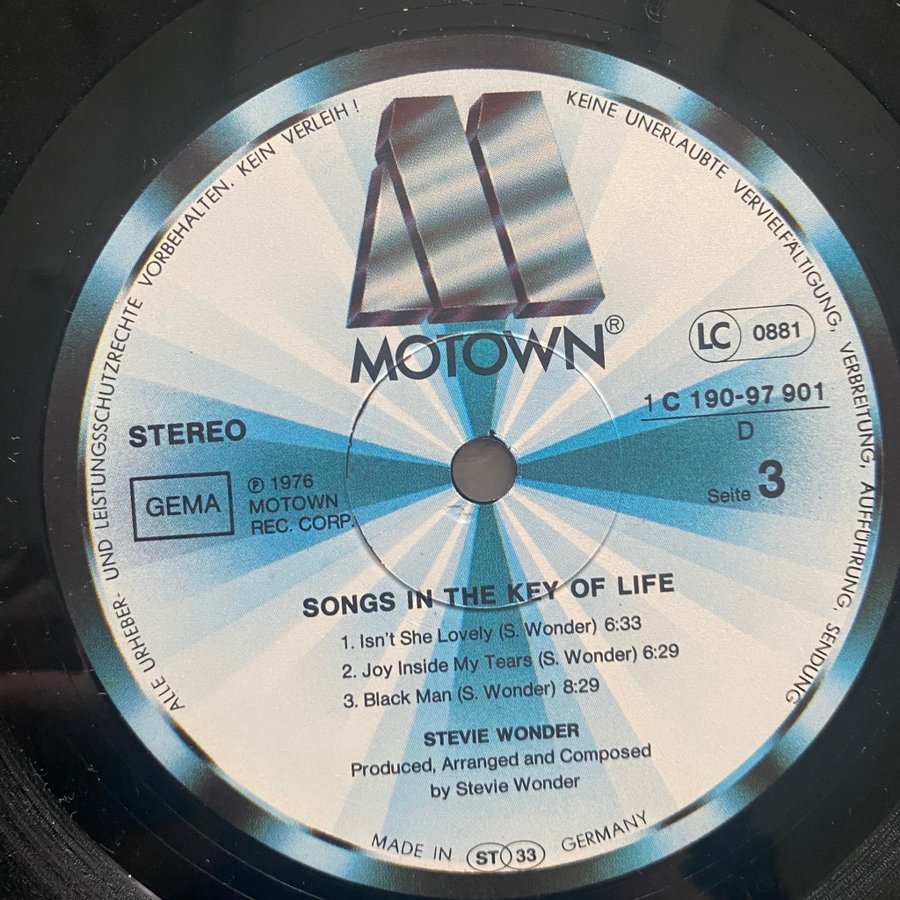 ALLE URHEBER- UND LEISTUNGSSCHUTZRECHTE VORBEHALTEN. KEIN VERLEIH! KEINE UNERLAUBTE VERVIELFÄLTIGUNG, VERBREITUNG, AUFFÜHRUNG, SENDUNG
M
MOTOWN®
LC 0881
1 C 190-97 901
D
STEREO
Seite 3
GEMA
℗ 1976
MOTOWN
REC. CORP.
SONGS IN THE KEY OF LIFE
1. Isn't She Lovely (S. Wonder) 6:33
2. Joy Inside My Tears (S. Wonder) 6:29
3. Black Man (S. Wonder) 8:29
STEVIE WONDER
Produced, Arranged and Composed
by Stevie Wonder
MADE IN ST 33 GERMANY